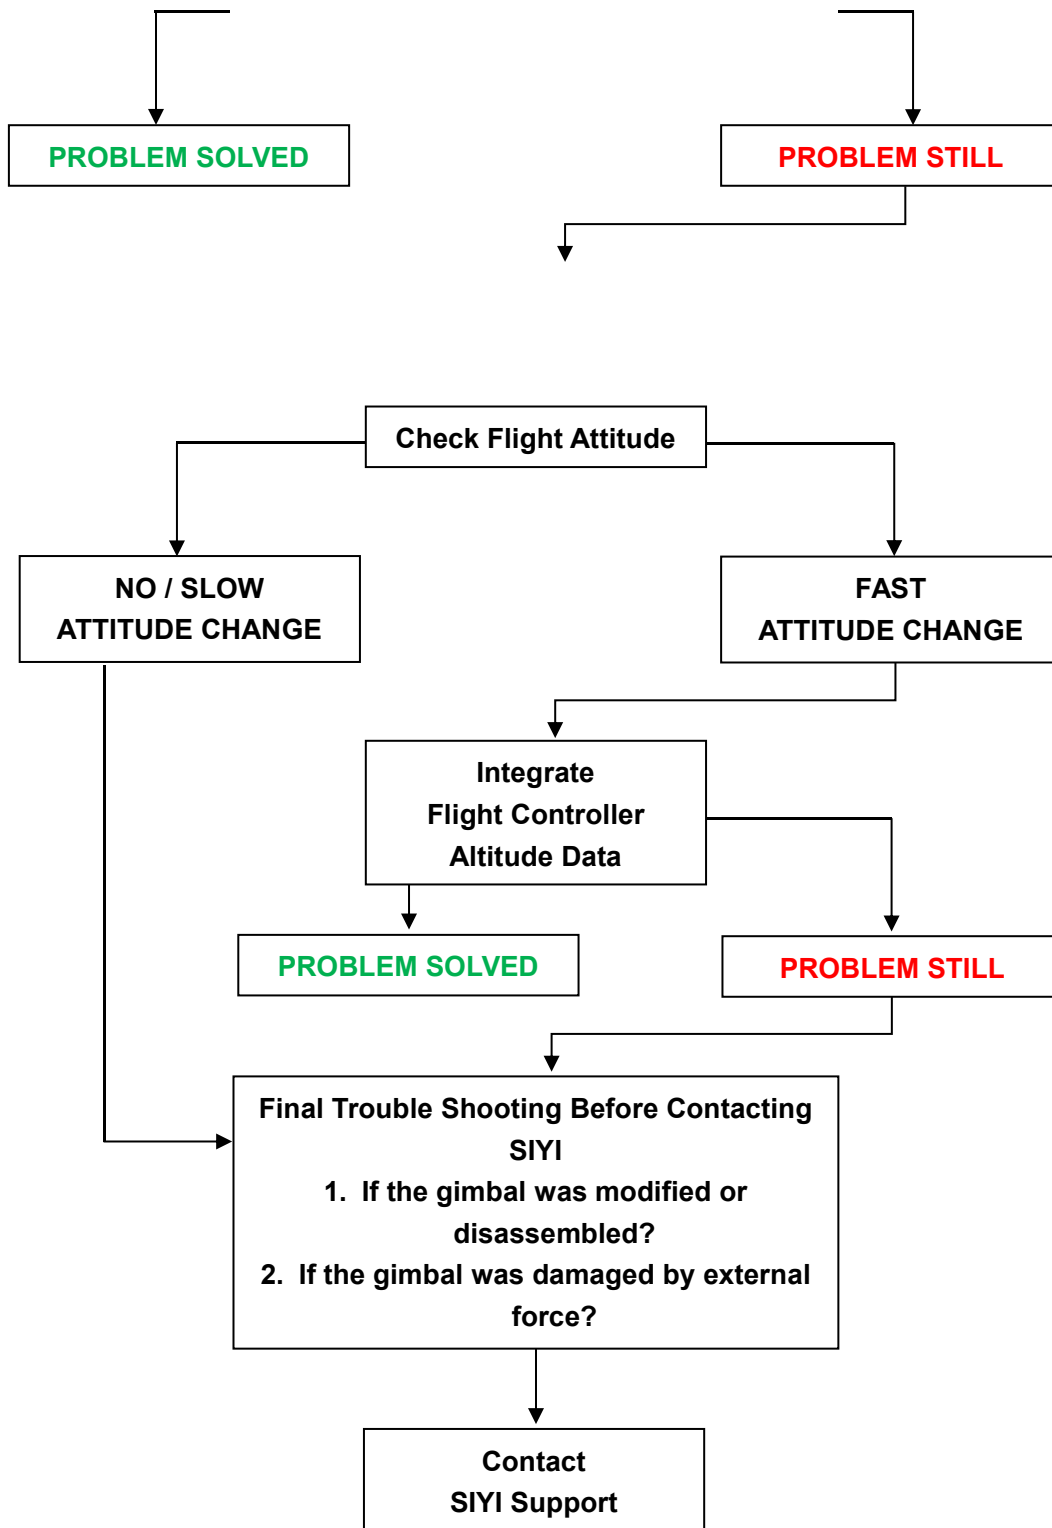 PROBLEM SOLVED
PROBLEM STILL
Check Flight Attitude
NO / SLOW
ATTITUDE CHANGE
FAST
ATTITUDE CHANGE
Integrate
Flight Controller
Altitude Data
PROBLEM SOLVED
PROBLEM STILL
Final Trouble Shooting Before Contacting
SIYI
1. If the gimbal was modified or
disassembled?
2. If the gimbal was damaged by external
force?
Contact
SIYI Support